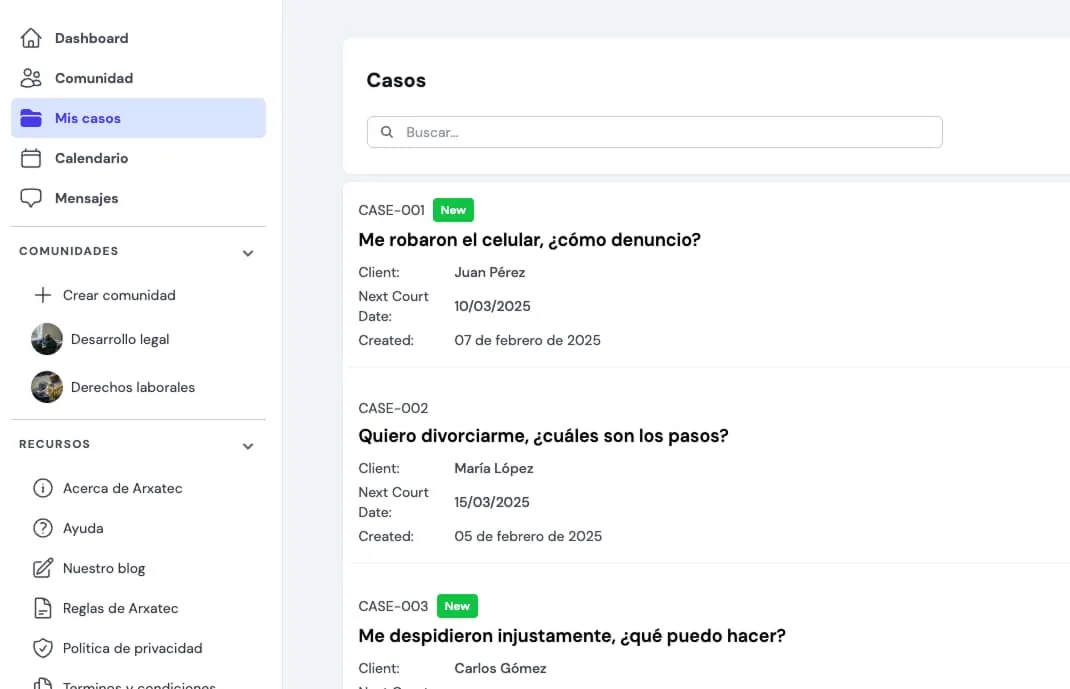 Dashboard
Comunidad
Mis casos
Calendario
Mensajes
COMUNIDADES
Crear comunidad
Desarrollo legal
Derechos laborales
RECURSOS
Acerca de Arxatec
Ayuda
Nuestro blog
Reglas de Arxatec
Politica de privacidad
Terminos y condiciones
Casos
Buscar...
CASE-001 New
Me robaron el celular, ¿cómo denuncio?
Client: Juan Pérez
Next Court
Date: 10/03/2025
Created: 07 de febrero de 2025
CASE-002
Quiero divorciarme, ¿cuáles son los pasos?
Client: María López
Next Court
Date: 15/03/2025
Created: 05 de febrero de 2025
CASE-003 New
Me despidieron injustamente, ¿qué puedo hacer?
Client: Carlos Gómez
Next Court